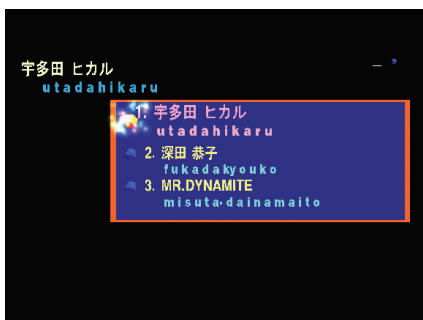 宇多田 ヒカル
utadahikaru
1. 宇多田 ヒカル
utadahikaru
2. 深田 恭子
fukadakyouko
3. MR.DYNAMITE
misuta·dainamaito